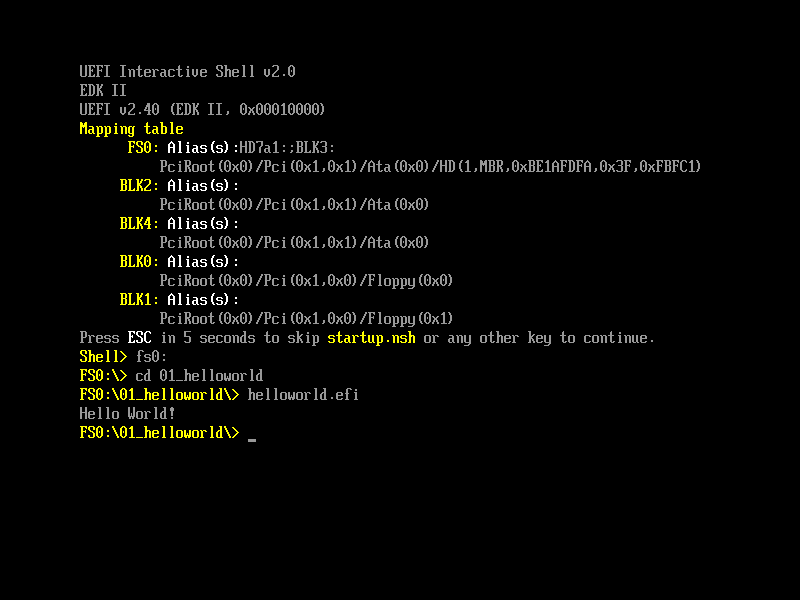 UEFI Interactive Shell v2.0
EDK II
UEFI v2.40 (EDK II, 0x00010000)
Mapping table
FS0: Alias(s):HD7a1:;BLK3:
PciRoot(0x0)/Pci(0x1,0x1)/Ata(0x0)/HD(1,MBR,0xBE1AFDFA,0x3F,0xFBFC1)
BLK2: Alias(s):
PciRoot(0x0)/Pci(0x1,0x1)/Ata(0x0)
BLK4: Alias(s):
PciRoot(0x0)/Pci(0x1,0x1)/Ata(0x0)
BLK0: Alias(s):
PciRoot(0x0)/Pci(0x1,0x0)/Floppy(0x0)
BLK1: Alias(s):
PciRoot(0x0)/Pci(0x1,0x0)/Floppy(0x1)
Press ESC in 5 seconds to skip startup.nsh or any other key to continue.
Shell> fs0:
FS0:\> cd 01_helloworld
FS0:\01_helloworld\> helloworld.efi
Hello World!
FS0:\01_helloworld\> _